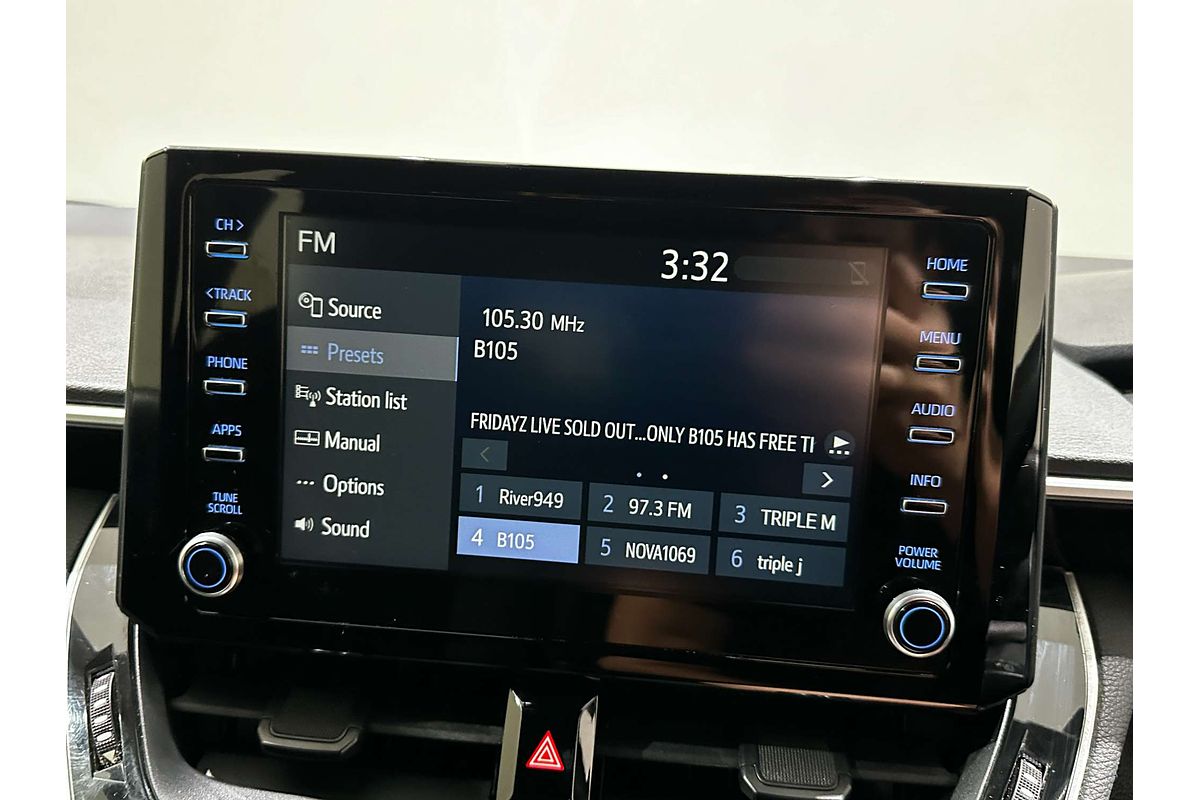 CH >
< TRACK
PHONE
APPS
TUNE
SCROLL
FM
3:32
Source
Presets
Station list
Manual
Options
Sound
105.30 MHz
B105
FRIDAYZ LIVE SOLD OUT...ONLY B105 HAS FREE TI
1 River949
2 97.3 FM
3 TRIPLE M
4 B105
5 NOVA1069
6 triple j
HOME
MENU
AUDIO
INFO
POWER
VOLUME